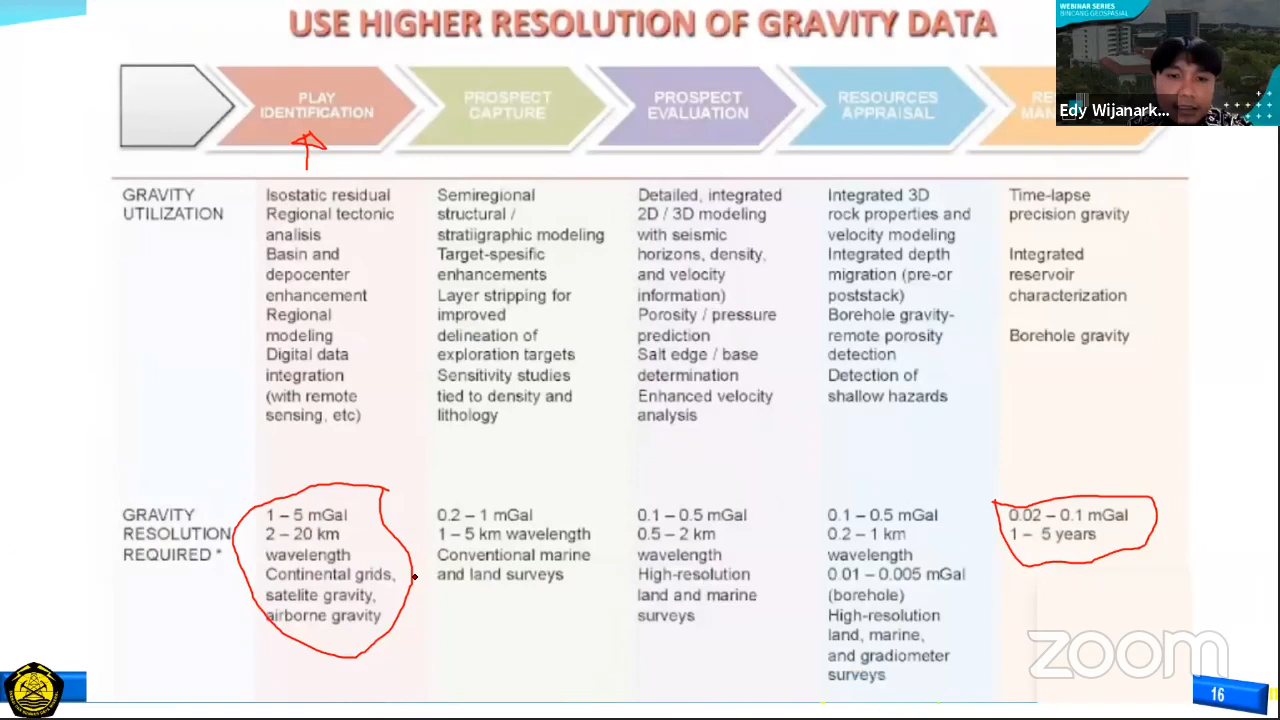 USE HIGHER RESOLUTION OF GRAVITY DATA
WEBINAR SERIES
BINCANG GEOSPASIAL
Edy Wijanark...
PLAY
IDENTIFICATION
PROSPECT
CAPTURE
PROSPECT
EVALUATION
RESOURCES
APPRAISAL
RE
MAN
GRAVITY
UTILIZATION
Isostatic residual
Regional tectonic
analisis
Basin and
depocenter
enhancement
Regional
modeling
Digital data
integration
(with remote
sensing, etc)
Semiregional
structural /
stratiigraphic modeling
Target-spesific
enhancements
Layer stripping for
improved
delineation of
exploration targets
Sensitivity studies
tied to density and
lithology
Detailed, integrated
2D / 3D modeling
with seismic
horizons, density,
and velocity
information)
Porosity / pressure
prediction
Salt edge / base
determination
Enhanced velocity
analysis
Integrated 3D
rock properties and
velocity modeling
Integrated depth
migration (pre-or
poststack)
Borehole gravity-
remote porosity
detection
Detection of
shallow hazards
Time-lapse
precision gravity
Integrated
reservoir
characterization
Borehole gravity
GRAVITY
RESOLUTION
REQUIRED *
1 – 5 mGal
2 – 20 km
wavelength
Continental grids,
satelite gravity,
airborne gravity
0.2 – 1 mGal
1 – 5 km wavelength
Conventional marine
and land surveys
0.1 – 0.5 mGal
0.5 – 2 km
wavelength
High-resolution
land and marine
surveys
0.1 – 0.5 mGal
0.2 – 1 km
wavelength
0.01 – 0.005 mGal
(borehole)
High-resolution
land, marine,
and gradiometer
surveys
0.02 – 0.1 mGal
1 – 5 years
zoom
16